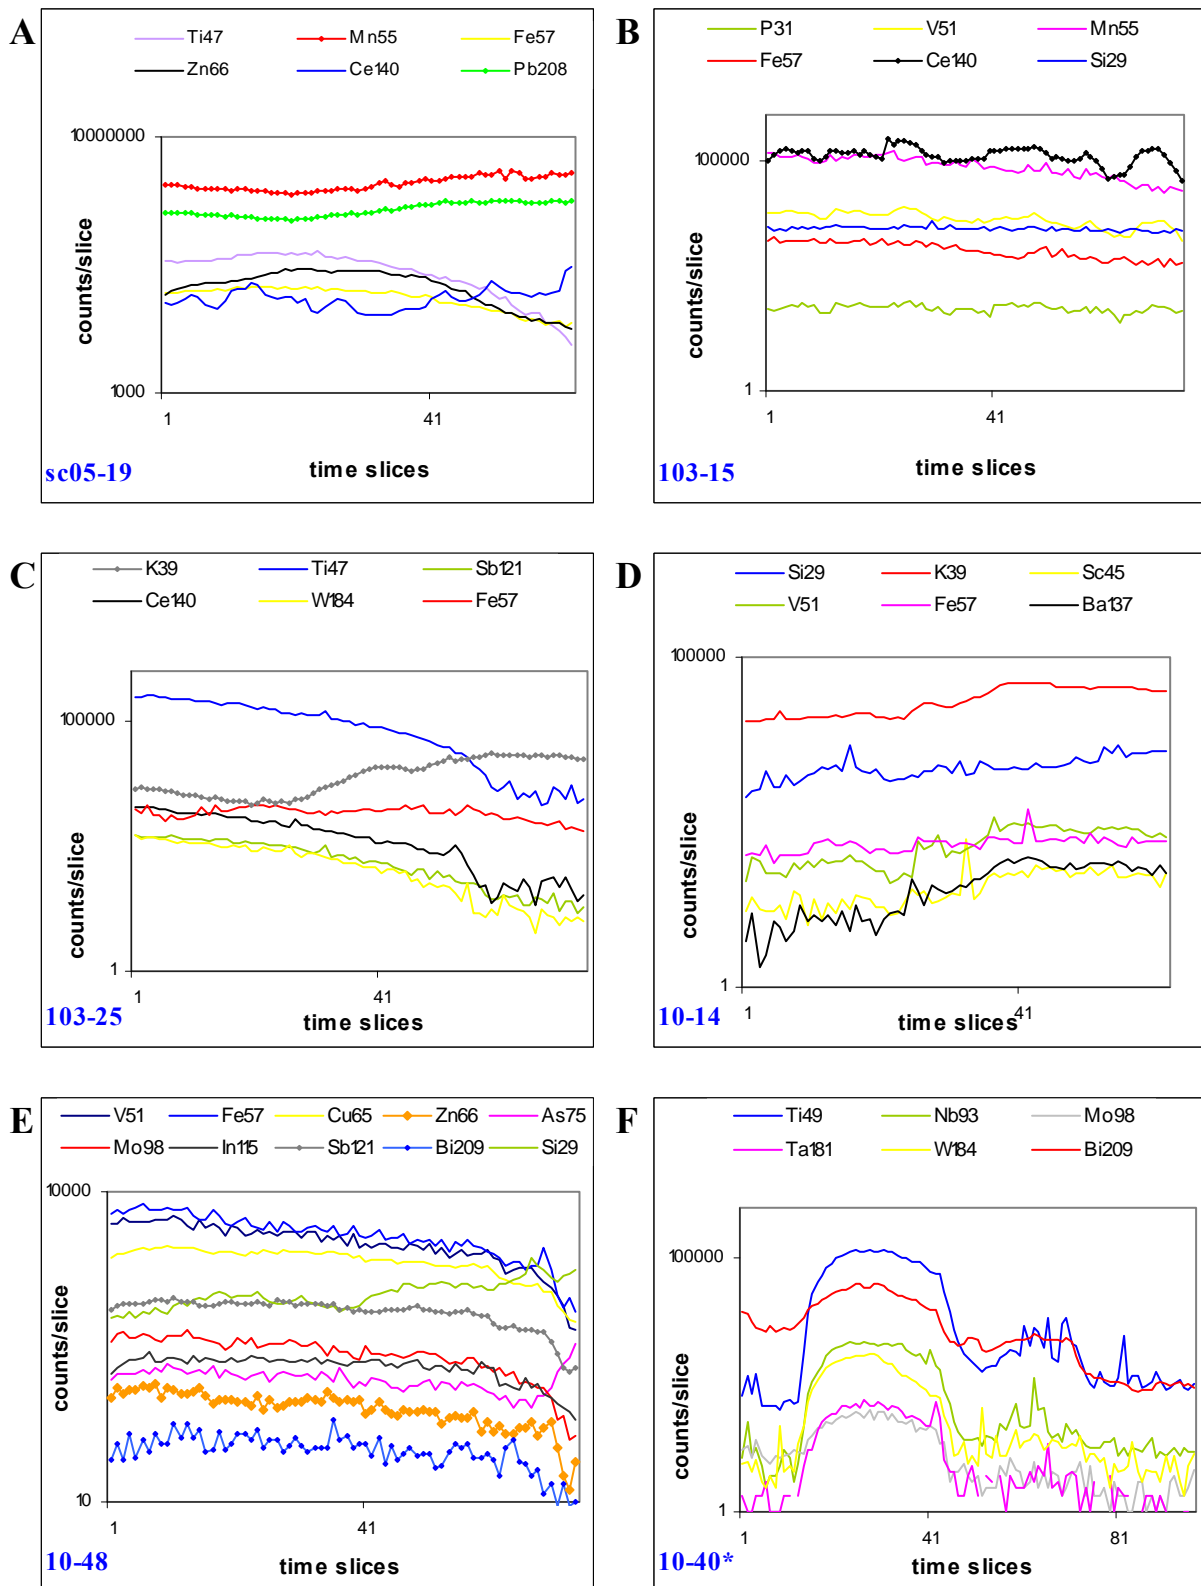 A
Ti47 Mn55 Fe57
Zn66 Ce140 Pb208
10000000
counts/slice
1000
1 41
time slices
sc05-19
B
P31 V51 Mn55
Fe57 Ce140 Si29
100000
counts/slice
1
1 41
time slices
103-15
C
K39 Ti47 Sb121
Ce140 W184 Fe57
100000
counts/slice
1
1 41
time slices
103-25
D
Si29 K39 Sc45
V51 Fe57 Ba137
100000
counts/slice
1
1 41
time slices
10-14
E
V51 Fe57 Cu65 Zn66 As75
Mo98 In115 Sb121 Bi209 Si29
10000
counts/slice
10
1 41
time slices
10-48
F
Ti49 Nb93 Mo98
Ta181 W184 Bi209
100000
counts/slice
1
1 41 81
time slices
10-40*